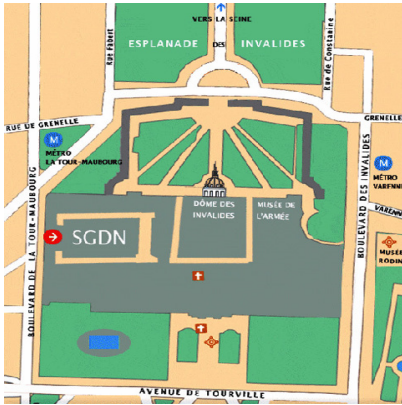 VERS LA SEINE
ESPLANADE DES INVALIDES
Rue Fabert
Rue de Constantine
GRENELLE
RUE DE GRENELLE
M
MÉTRO
LA TOUR-MAUBOURG
M
MÉTRO
VARENNE
BOULEVARD DE LA TOUR-MAUBOURG
BOULEVARD DES INVALIDES
DÔME DES
INVALIDES
MUSÉE DE
L'ARMÉE
VARENNE
SGDN
MUSÉE
RODIN
AVENUE DE TOURVILLE